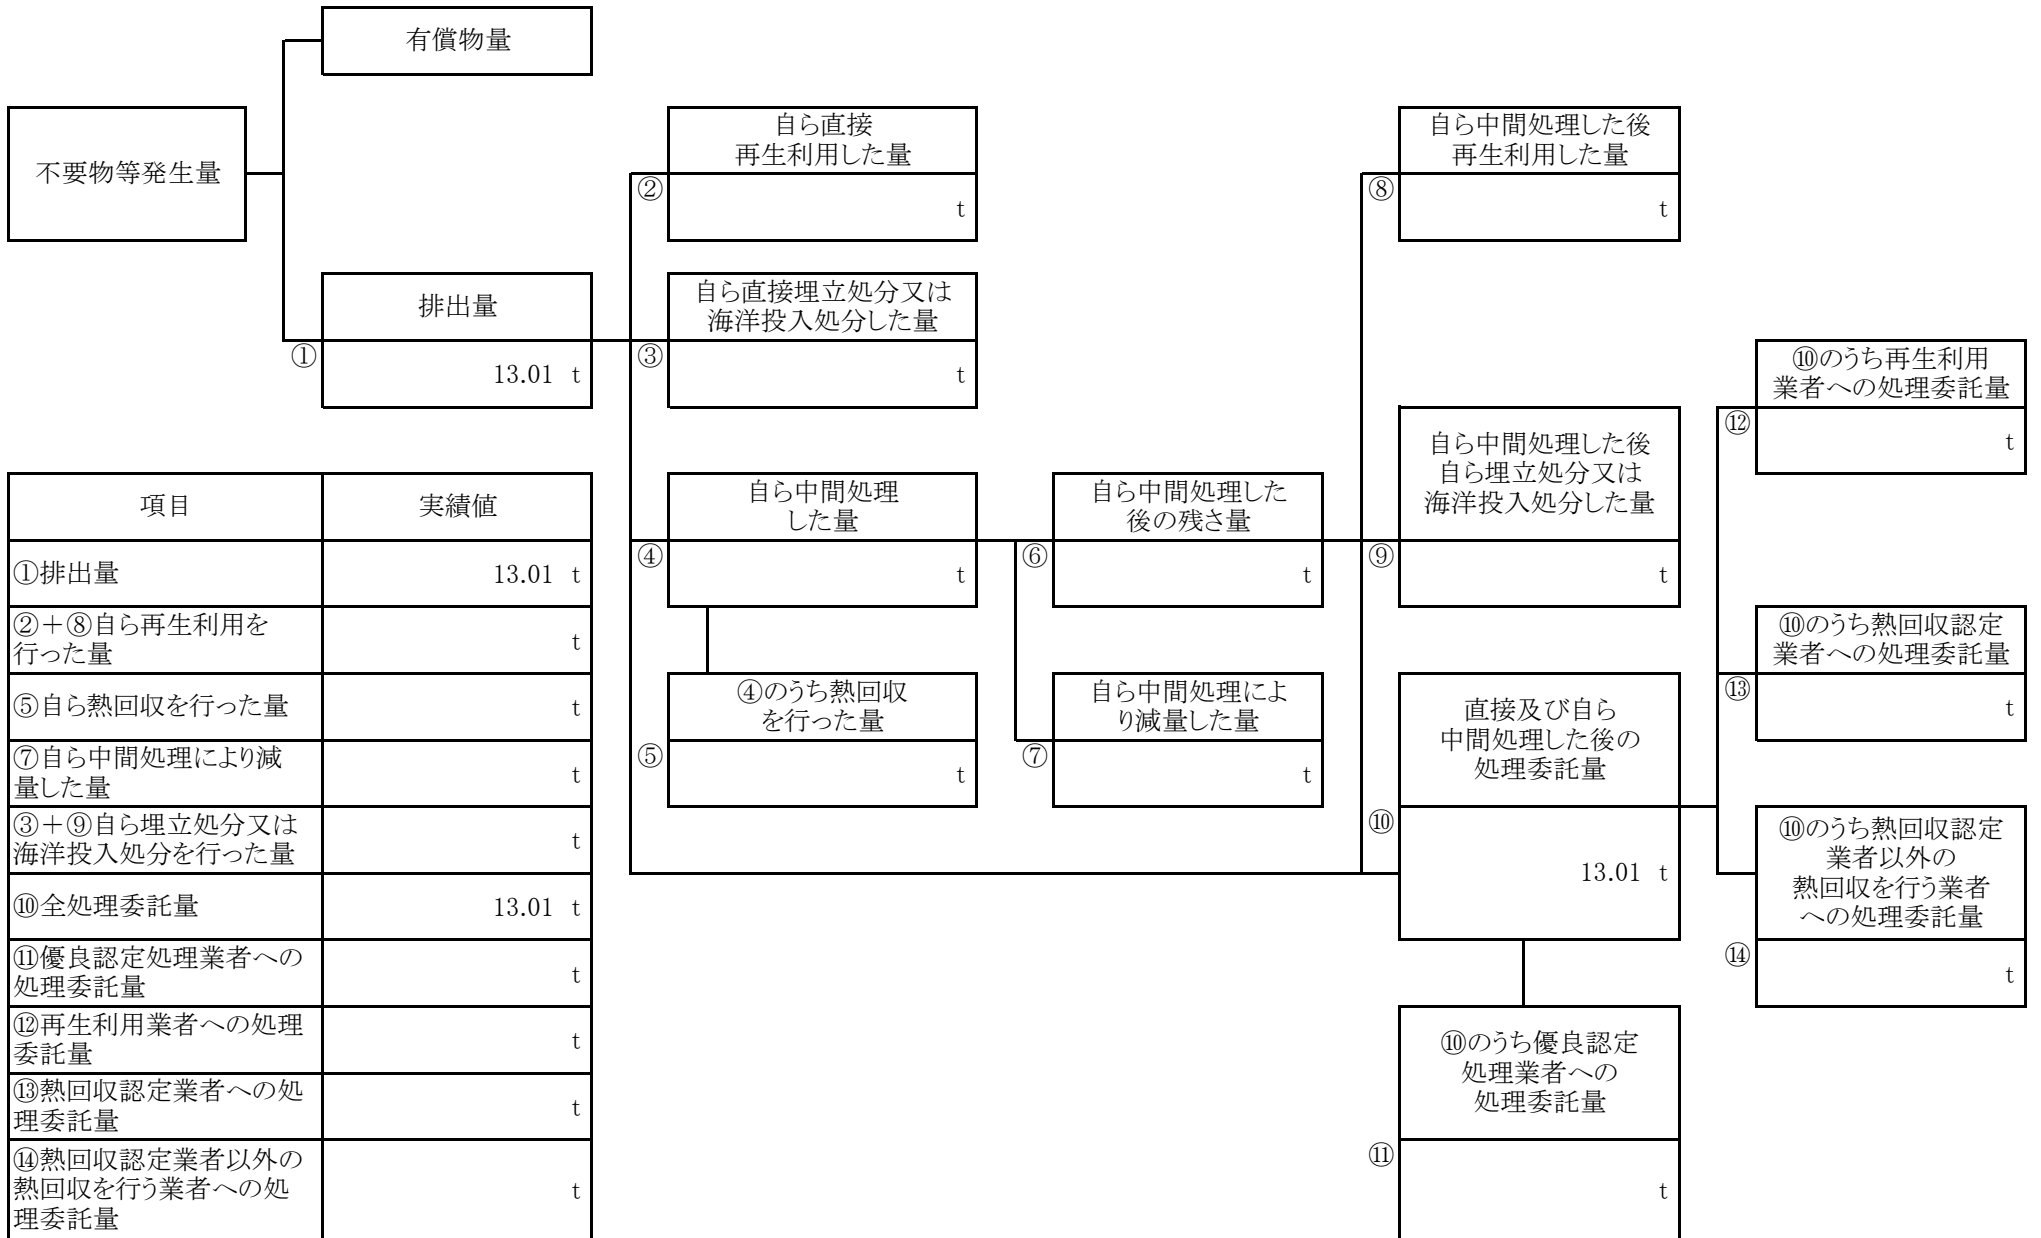 有償物量
不要物等発生量
排出量
①
13.01 t
自ら直接
再生利用した量
②
t
自ら直接埋立処分又は
海洋投入処分した量
③
t
自ら中間処理
した量
④
t
④のうち熱回収
を行った量
⑤
t
自ら中間処理した
後の残さ量
⑥
t
自ら中間処理によ
り減量した量
⑦
t
自ら中間処理した後
再生利用した量
⑧
t
自ら中間処理した後
自ら埋立処分又は
海洋投入処分した量
⑨
t
直接及び自ら
中間処理した後の
処理委託量
⑩
13.01 t
⑩のうち優良認定
処理業者への
処理委託量
⑪
t
⑩のうち再生利用
業者への処理委託量
⑫
t
⑩のうち熱回収認定
業者への処理委託量
⑬
t
⑩のうち熱回収認定
業者以外の
熱回収を行う業者
への処理委託量
⑭
t
項目 実績値
①排出量 13.01 t
②＋⑧自ら再生利用を
行った量
t
⑤自ら熱回収を行った量 t
⑦自ら中間処理により減
量した量
t
③＋⑨自ら埋立処分又は
海洋投入処分を行った量
t
⑩全処理委託量 13.01 t
⑪優良認定処理業者への
処理委託量
t
⑫再生利用業者への処理
委託量
t
⑬熱回収認定業者への処
理委託量
t
⑭熱回収認定業者以外の
熱回収を行う業者への処
理委託量
t